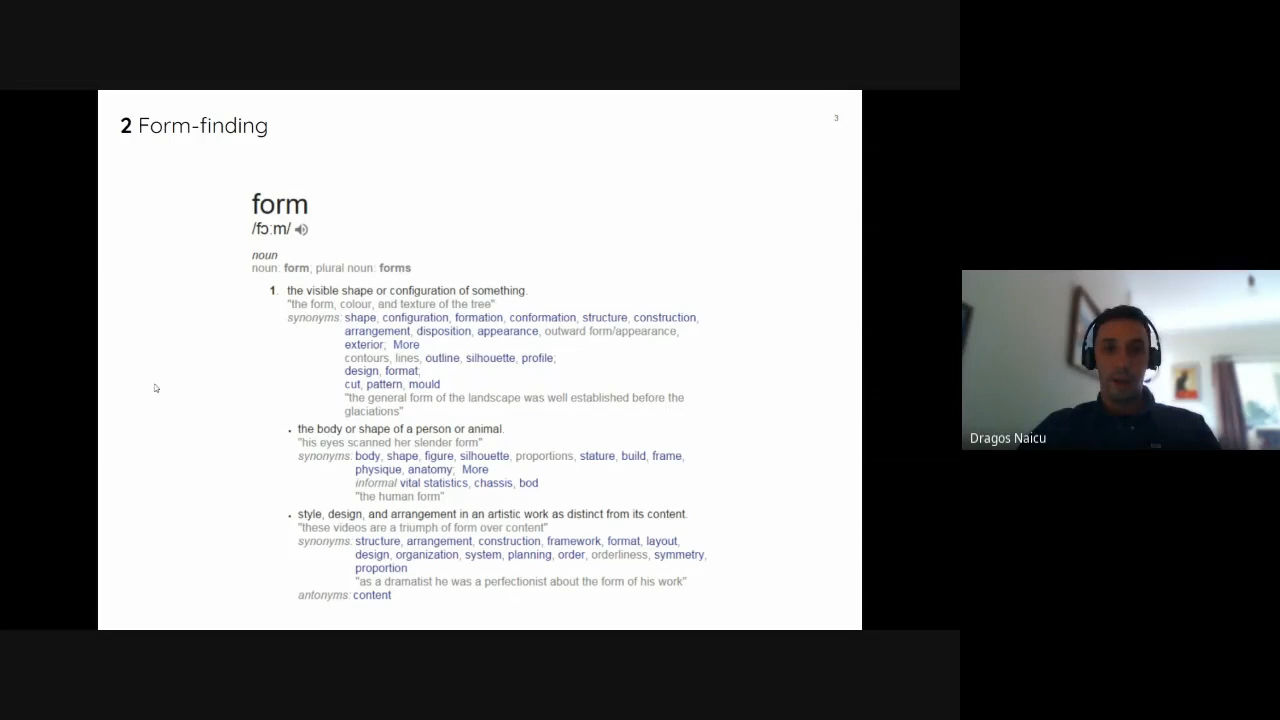 2 Form-finding
3
form
/fɔːm/
noun
noun: form; plural noun: forms
1. the visible shape or configuration of something.
"the form, colour, and texture of the tree"
synonyms: shape, configuration, formation, conformation, structure, construction,
arrangement, disposition, appearance, outward form/appearance,
exterior; More
contours, lines, outline, silhouette, profile;
design, format;
cut, pattern, mould
"the general form of the landscape was well established before the
glaciations"
• the body or shape of a person or animal.
"his eyes scanned her slender form"
synonyms: body, shape, figure, silhouette, proportions, stature, build, frame,
physique, anatomy; More
informal vital statistics, chassis, bod
"the human form"
• style, design, and arrangement in an artistic work as distinct from its content.
"these videos are a triumph of form over content"
synonyms: structure, arrangement, construction, framework, format, layout,
design, organization, system, planning, order, orderliness, symmetry,
proportion
"as a dramatist he was a perfectionist about the form of his work"
antonyms: content
Dragos Naicu